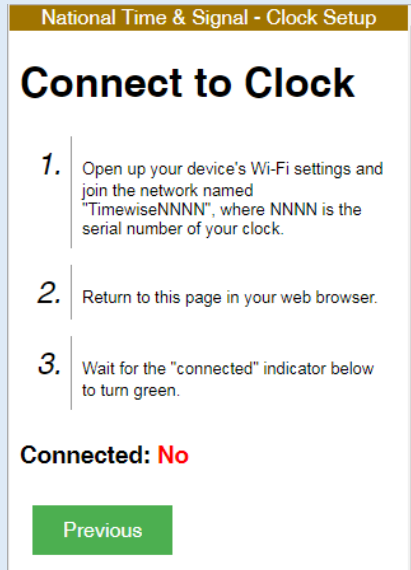 National Time & Signal - Clock Setup
Connect to Clock
1. Open up your device's Wi-Fi settings and
join the network named
"TimewiseNNNN", where NNNN is the
serial number of your clock.
2. Return to this page in your web browser.
3. Wait for the "connected" indicator below
to turn green.
Connected: No
Previous